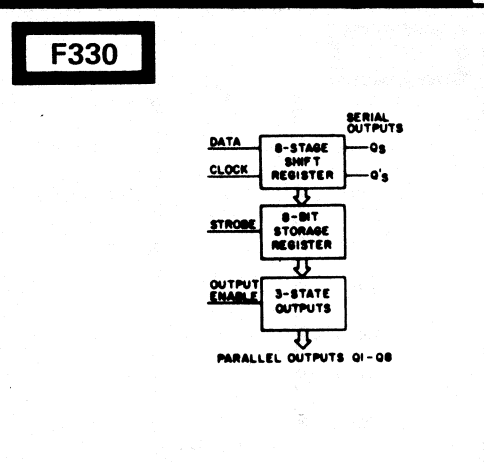 F330
SERIAL
OUTPUTS
DATA
8-STAGE
SHIFT
REGISTER
QS
CLOCK
Q'S
STROBE
8-BIT
STORAGE
REGISTER
OUTPUT
ENABLE
3-STATE
OUTPUTS
PARALLEL OUTPUTS Q1-Q8